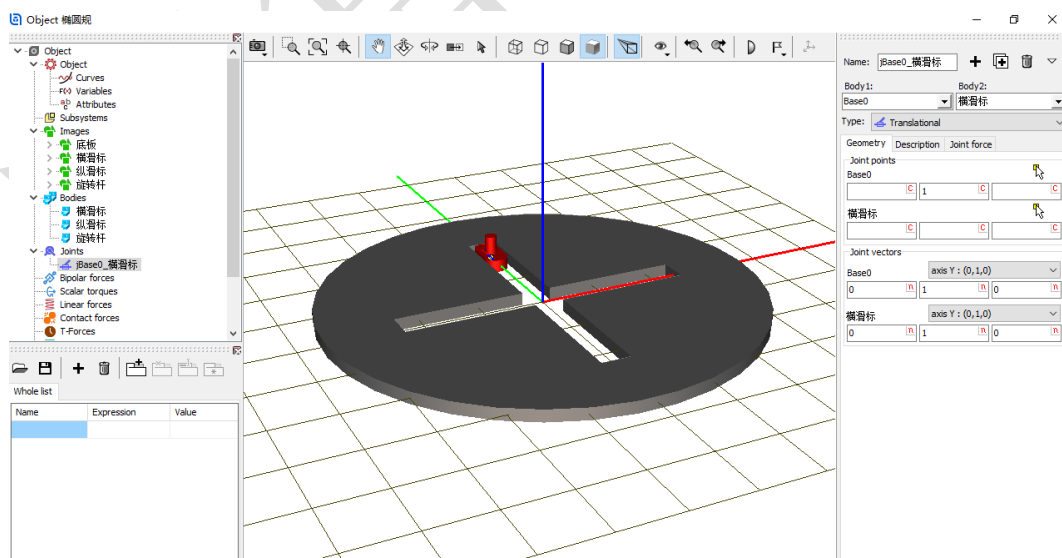 Object 椭圆规
Object
Object
Curves
F(x) Variables
Attributes
Subsystems
Images
底板
横滑标
纵滑标
旋转杆
Bodies
横滑标
纵滑标
旋转杆
Joints
jBase0_横滑标
Bipolar forces
Scalar torques
Linear forces
Contact forces
T-Forces
Whole list
Name Expression Value
Name: jBase0_横滑标
Body1: Body2:
Base0 横滑标
Type: Translational
Geometry Description Joint force
Joint points
Base0
C 1 C C
横滑标
C C C
Joint vectors
Base0 axis Y : (0,1,0)
0 n 1 n 0 n
横滑标 axis Y : (0,1,0)
0 n 1 n 0 n